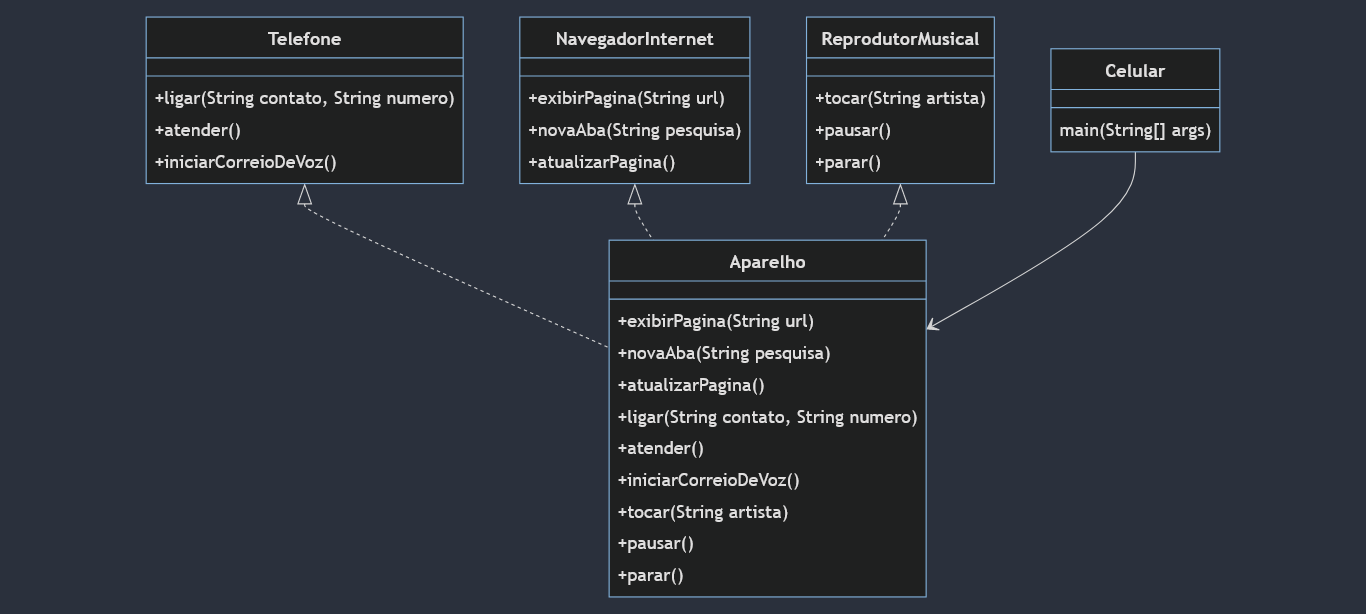 Telefone
+ligar(String contato, String numero)
+atender()
+iniciarCorreioDeVoz()
NavegadorInternet
+exibirPagina(String url)
+novaAba(String pesquisa)
+atualizarPagina()
ReprodutorMusical
+tocar(String artista)
+pausar()
+parar()
Celular
main(String[] args)
Aparelho
+exibirPagina(String url)
+novaAba(String pesquisa)
+atualizarPagina()
+ligar(String contato, String numero)
+atender()
+iniciarCorreioDeVoz()
+tocar(String artista)
+pausar()
+parar()